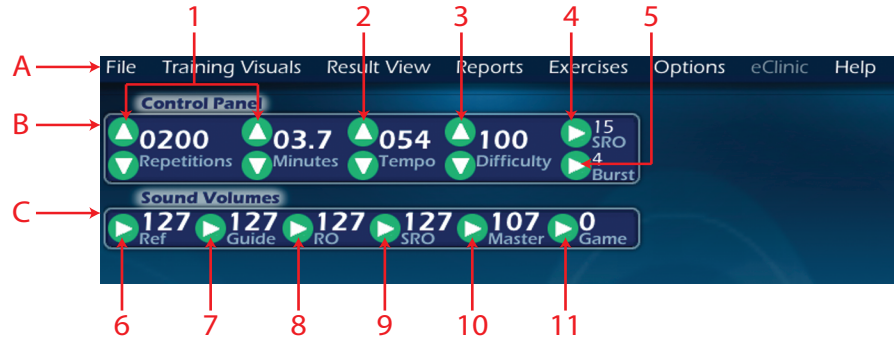 1 2 3 4 5
A File Training Visuals Result View Reports Exercises Options eClinic Help
Control Panel
B 0200 Repetitions 03.7 Minutes 054 Tempo 100 Difficulty 15 SRO 4 Burst
Sound Volumes
C 127 Ref 127 Guide 127 RO 127 SRO 107 Master 0 Game
6 7 8 9 10 11